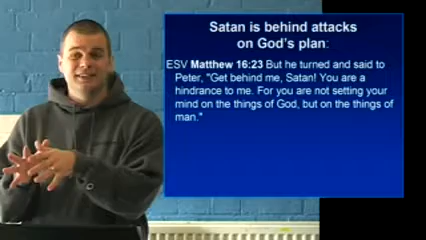 Satan is behind attacks
on God's plan:
ESV Matthew 16:23 But he turned and said to
Peter, "Get behind me, Satan! You are a
hindrance to me. For you are not setting your
mind on the things of God, but on the things of
man."